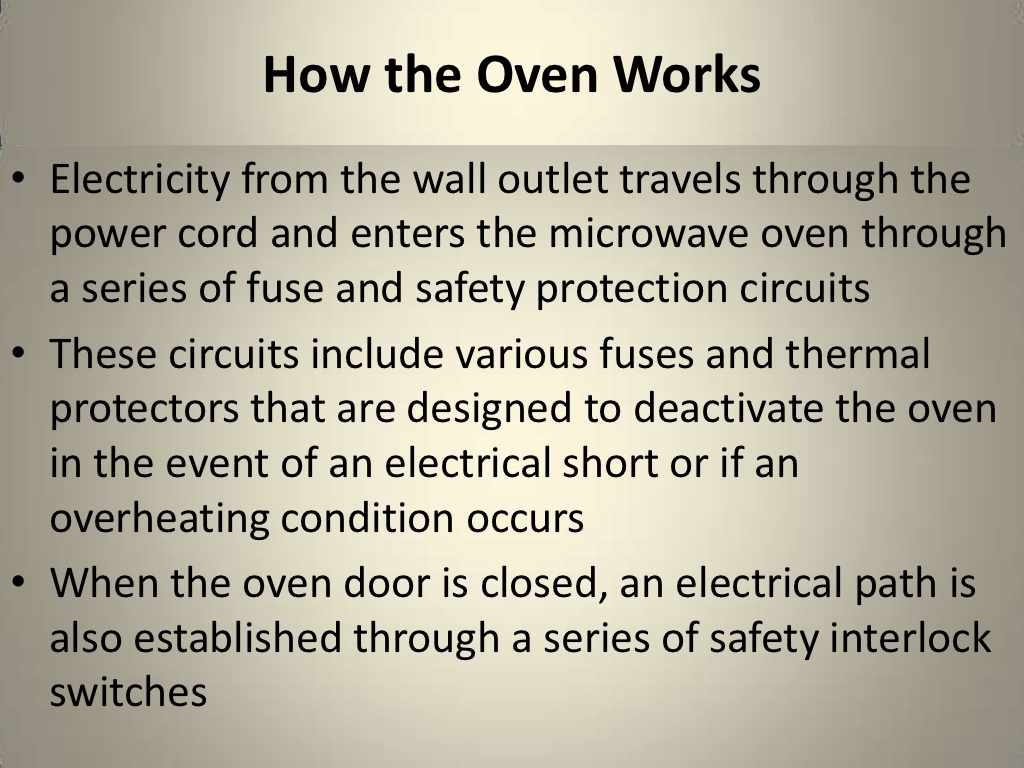 How the Oven Works
• Electricity from the wall outlet travels through the
power cord and enters the microwave oven through
a series of fuse and safety protection circuits
• These circuits include various fuses and thermal
protectors that are designed to deactivate the oven
in the event of an electrical short or if an
overheating condition occurs
• When the oven door is closed, an electrical path is
also established through a series of safety interlock
switches